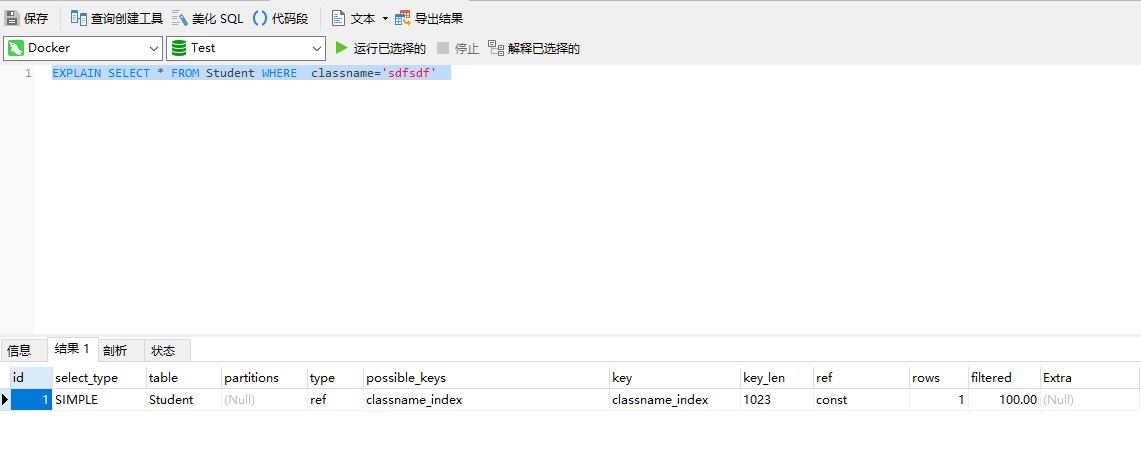 保存 查询创建工具 美化 SQL () 代码段 文本 导出结果
Docker Test 运行已选择的 停止 解释已选择的
1 EXPLAIN SELECT * FROM Student WHERE  classname='sdfsdf'
信息 结果 1 剖析 状态
id select_type table partitions type possible_keys key key_len ref rows filtered Extra
1 SIMPLE Student (Null) ref classname_index classname_index 1023 const 1 100.00 (Null)